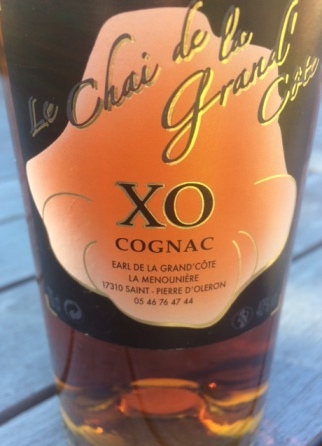 Le Chai de la
Grand'
Côte
XO
COGNAC
EARL DE LA GRAND'CÔTE
LA MENOUNIÈRE
17310 SAINT - PIERRE D'OLERON
05 46 76 47 44